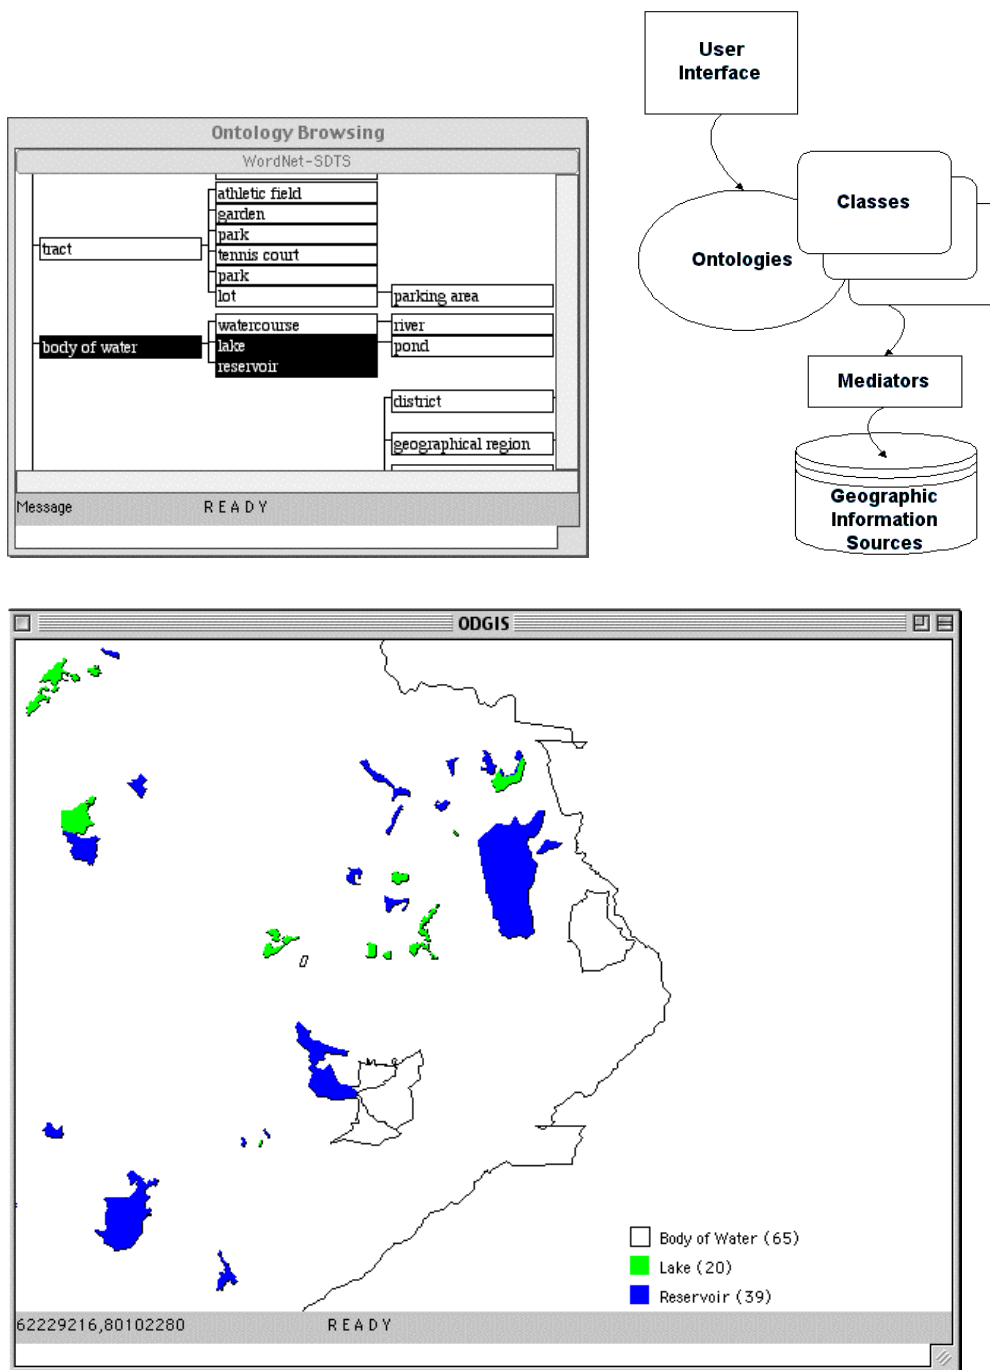 User
Interface
Ontology Browsing
WordNet-SDTS
athletic field
garden
park
tract
tennis court
park
lot
parking area
watercourse
river
body of water
lake
pond
reservoir
district
geographical region
Message
READY
Classes
Ontologies
Mediators
Geographic
Information
Sources
ODGIS
Body of Water (65)
Lake (20)
Reservoir (39)
62229216,80102280
READY